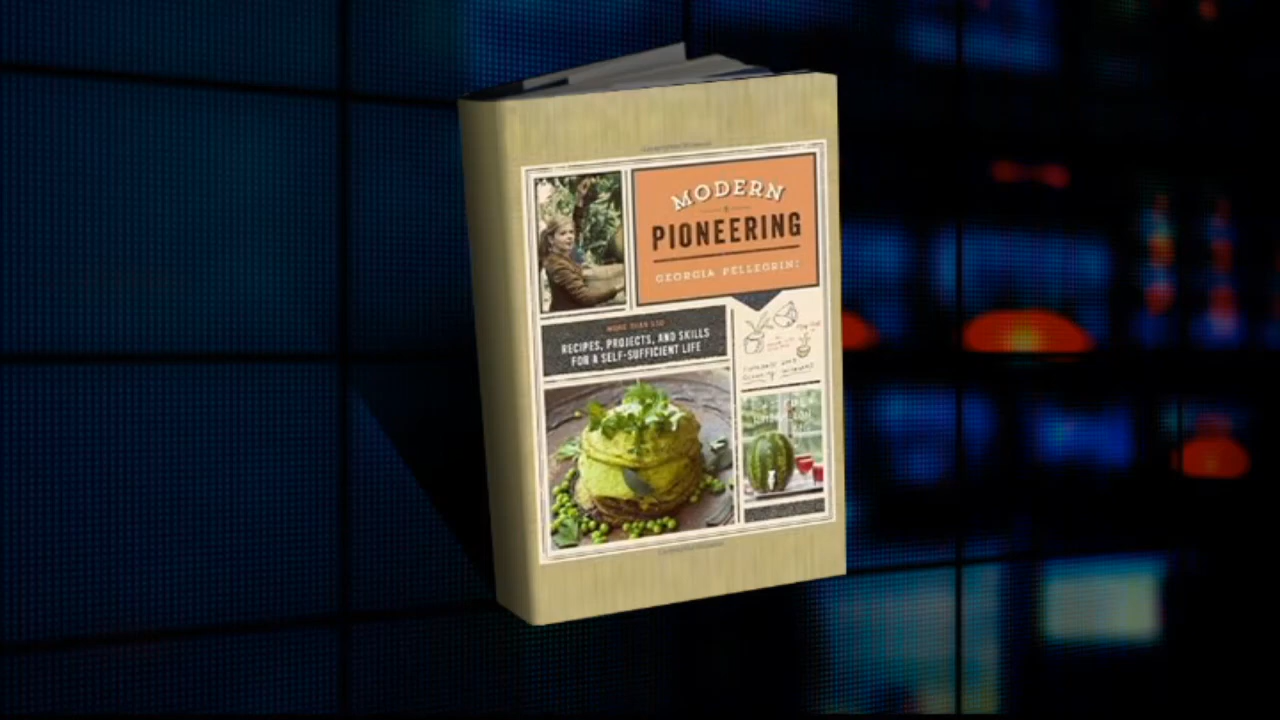 MODERN
PIONEERING
GEORGIA PELLEGRINI
MORE THAN 150
RECIPES, PROJECTS, AND SKILLS
FOR A SELF-SUFFICIENT LIFE